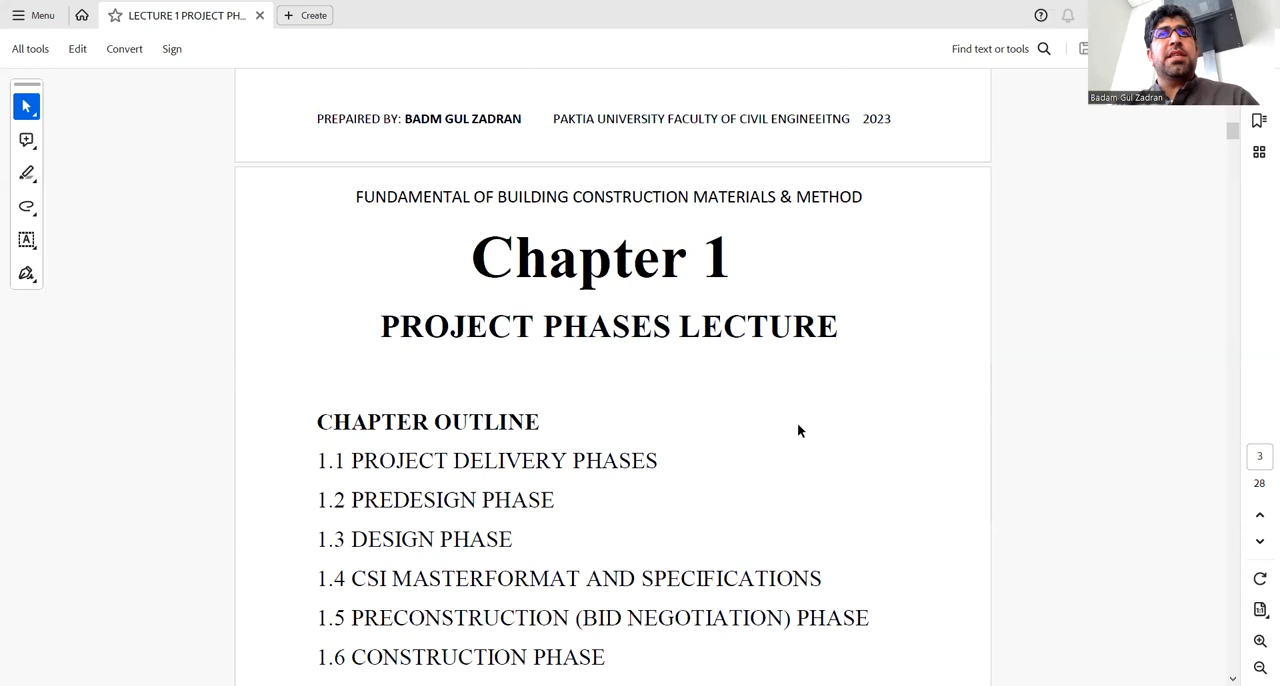 Menu
LECTURE 1 PROJECT PH...
Create
All tools
Edit
Convert
Sign
Find text or tools
Badam Gul Zadran
PREPAIRED BY: BADM GUL ZADRAN PAKTIA UNIVERSITY FACULTY OF CIVIL ENGINEEITNG 2023
FUNDAMENTAL OF BUILDING CONSTRUCTION MATERIALS & METHOD
Chapter 1
PROJECT PHASES LECTURE
CHAPTER OUTLINE
1.1 PROJECT DELIVERY PHASES
1.2 PREDESIGN PHASE
1.3 DESIGN PHASE
1.4 CSI MASTERFORMAT AND SPECIFICATIONS
1.5 PRECONSTRUCTION (BID NEGOTIATION) PHASE
1.6 CONSTRUCTION PHASE
3
28